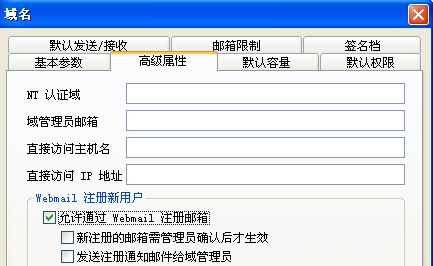 域名
默认发送/接收 邮箱限制 签名档
基本参数 高级属性 默认容量 默认权限
NT 认证域
域管理员邮箱
直接访问主机名
直接访问 IP 地址
Webmail 注册新用户
允许通过 Webmail 注册邮箱
新注册的邮箱需管理员确认后才生效
发送注册通知邮件给域管理员